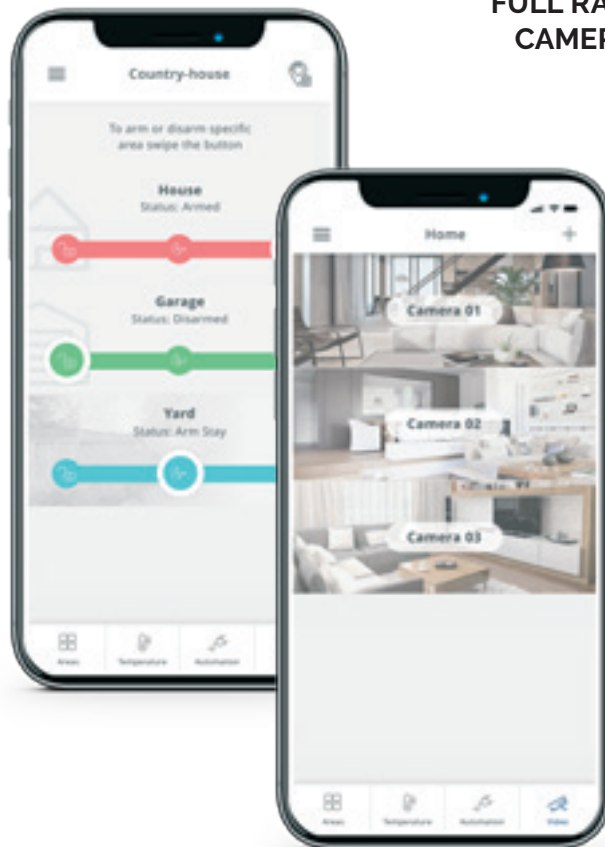 FULL RA
CAMER
Country-house
To arm or disarm specific
area swipe the button
House
Status: Armed
Garage
Status: Disarmed
Yard
Status: Arm Stay
Areas
Temperature
Automation
Home
Camera 01
Camera 02
Camera 03
Areas
Temperature
Automation
Video